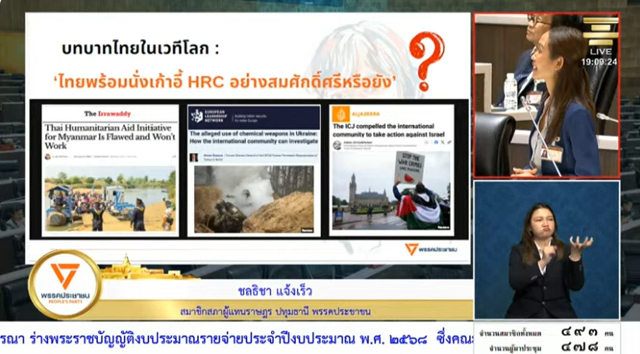 บทบาทไทยในเวทีโลก :
'ไทยพร้อมนั่งเก้าอี้ HRC อย่างสมศักดิ์ศรีหรือยัง'
?
LIVE
19:09:24
The Irrawaddy
Thai Humanitarian Aid Initiative
for Myanmar Is Flawed and Won't
Work
EUROPEAN
LEADERSHIP
NETWORK
The alleged use of chemical weapons in Ukraine:
How the international community can investigate
ALJAZEERA
The ICJ compelled the international
community to take action against Israel
STOP THE
WAR CRIMES
พรรคประชาชน
พรรคประชาชน
PEOPLE'S PARTY
ชลธิชา แจ้งเร็ว
สมาชิกสภาผู้แทนราษฎร ปทุมธานี พรรคประชาชน
จำนวนสมาชิกทั้งหมด ๔๙๓ คน
จำนวนผู้มาประชุม ๔๗๘ คน
รณา ร่างพระราชบัญญัติงบประมาณรายจ่ายประจำปีงบประมาณ พ.ศ. ๒๕๖๘ ซึ่งคณะ